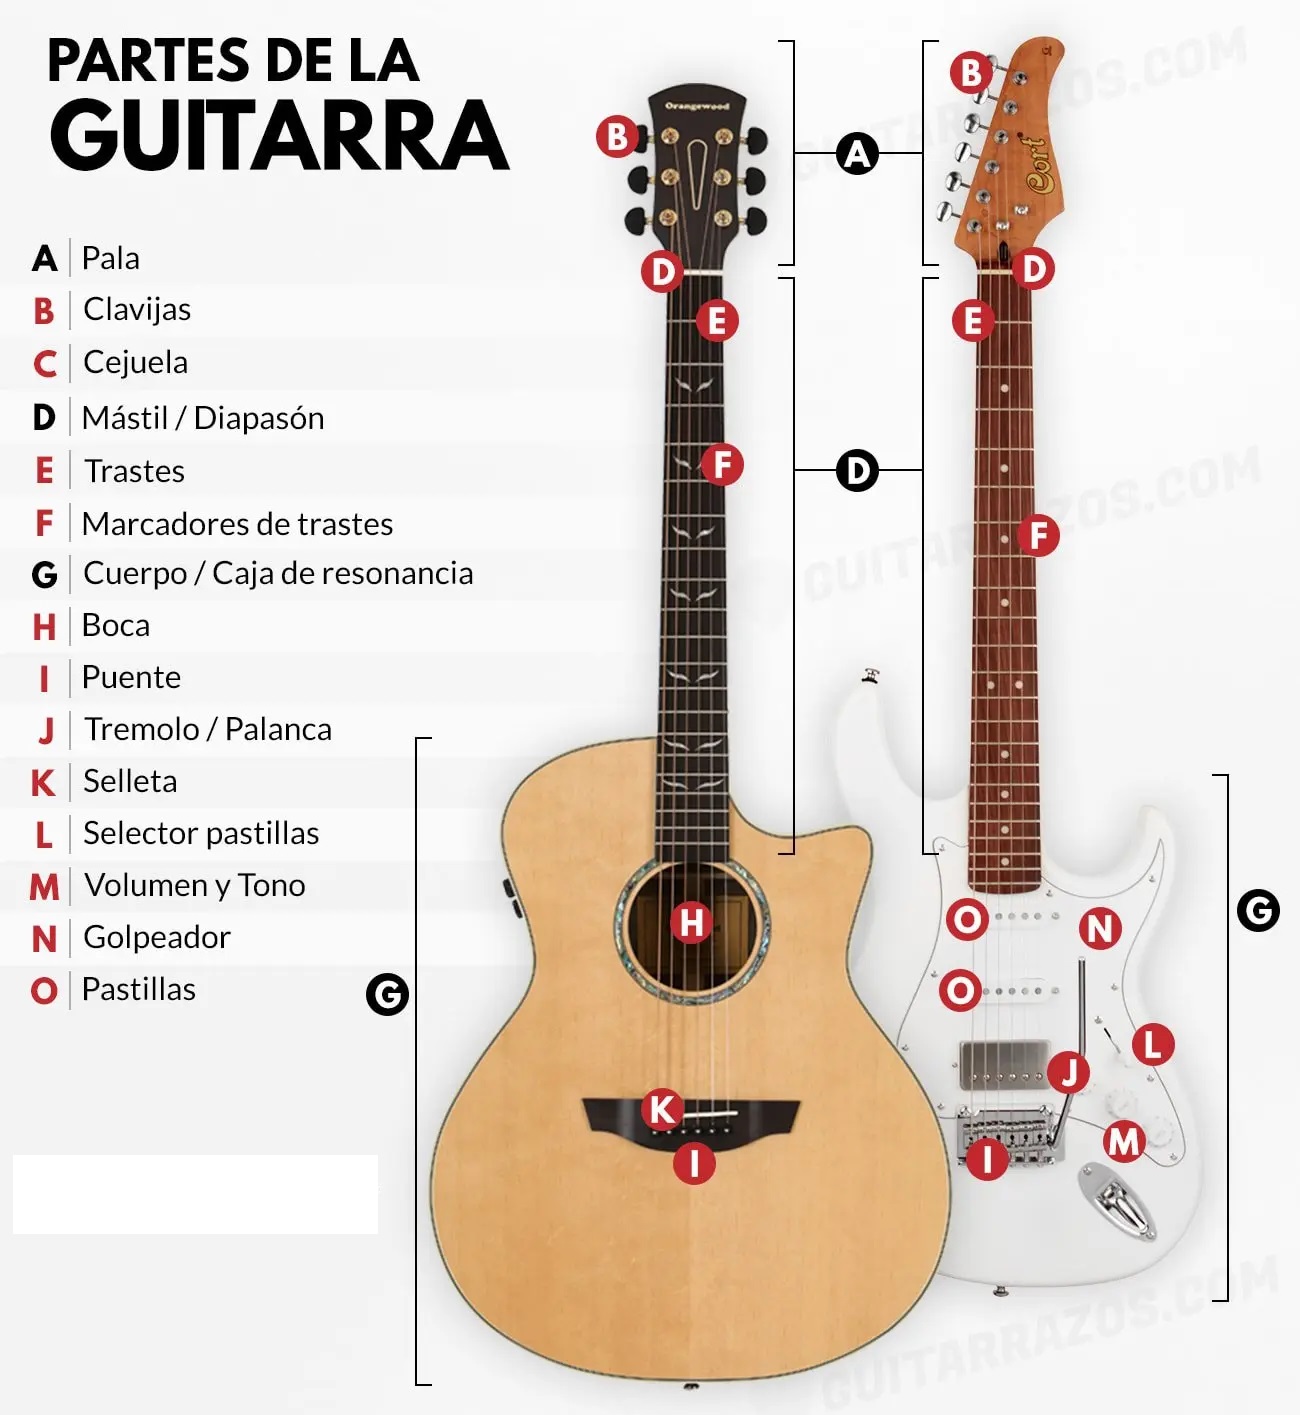 PARTES DE LA
GUITARRA
A Pala
B Clavijas
C Cejuela
D Mástil / Diapasón
E Trastes
F Marcadores de trastes
G Cuerpo / Caja de resonancia
H Boca
I Puente
J Tremolo / Palanca
K Selleta
L Selector pastillas
M Volumen y Tono
N Golpeador
O Pastillas
Orangewood
B
D
E
F
H
K
I
G
A
D
Cort
B
D
E
F
O
N
O
L
J
M
I
G
GUITARRAZOS.COM
GUITARRAZOS.COM
GUITARRAZOS.COM